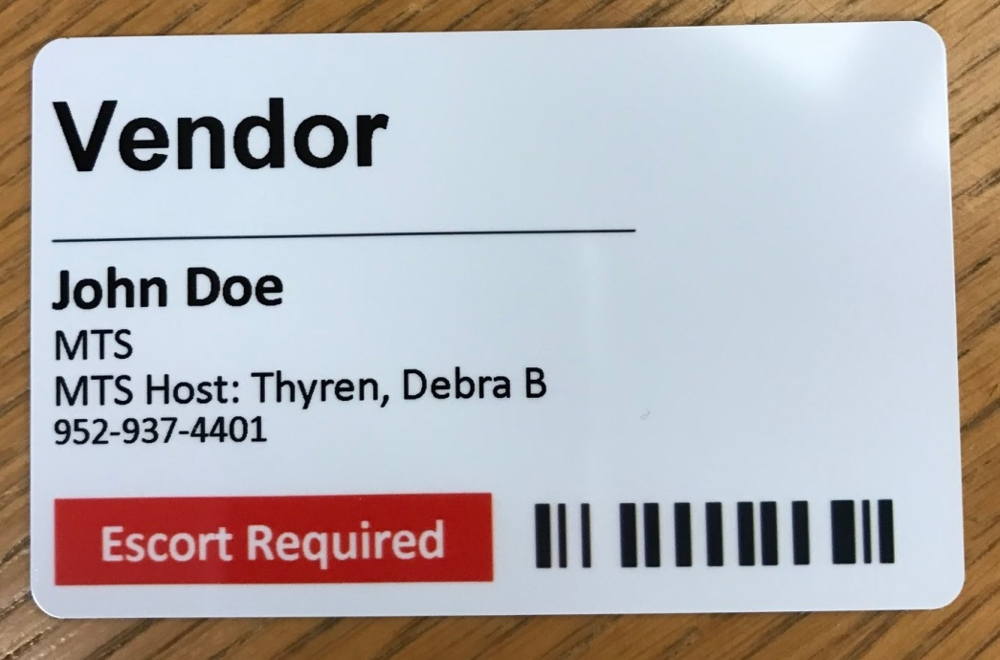 Vendor
John Doe
MTS
MTS Host: Thyren, Debra B
952-937-4401
Escort Required